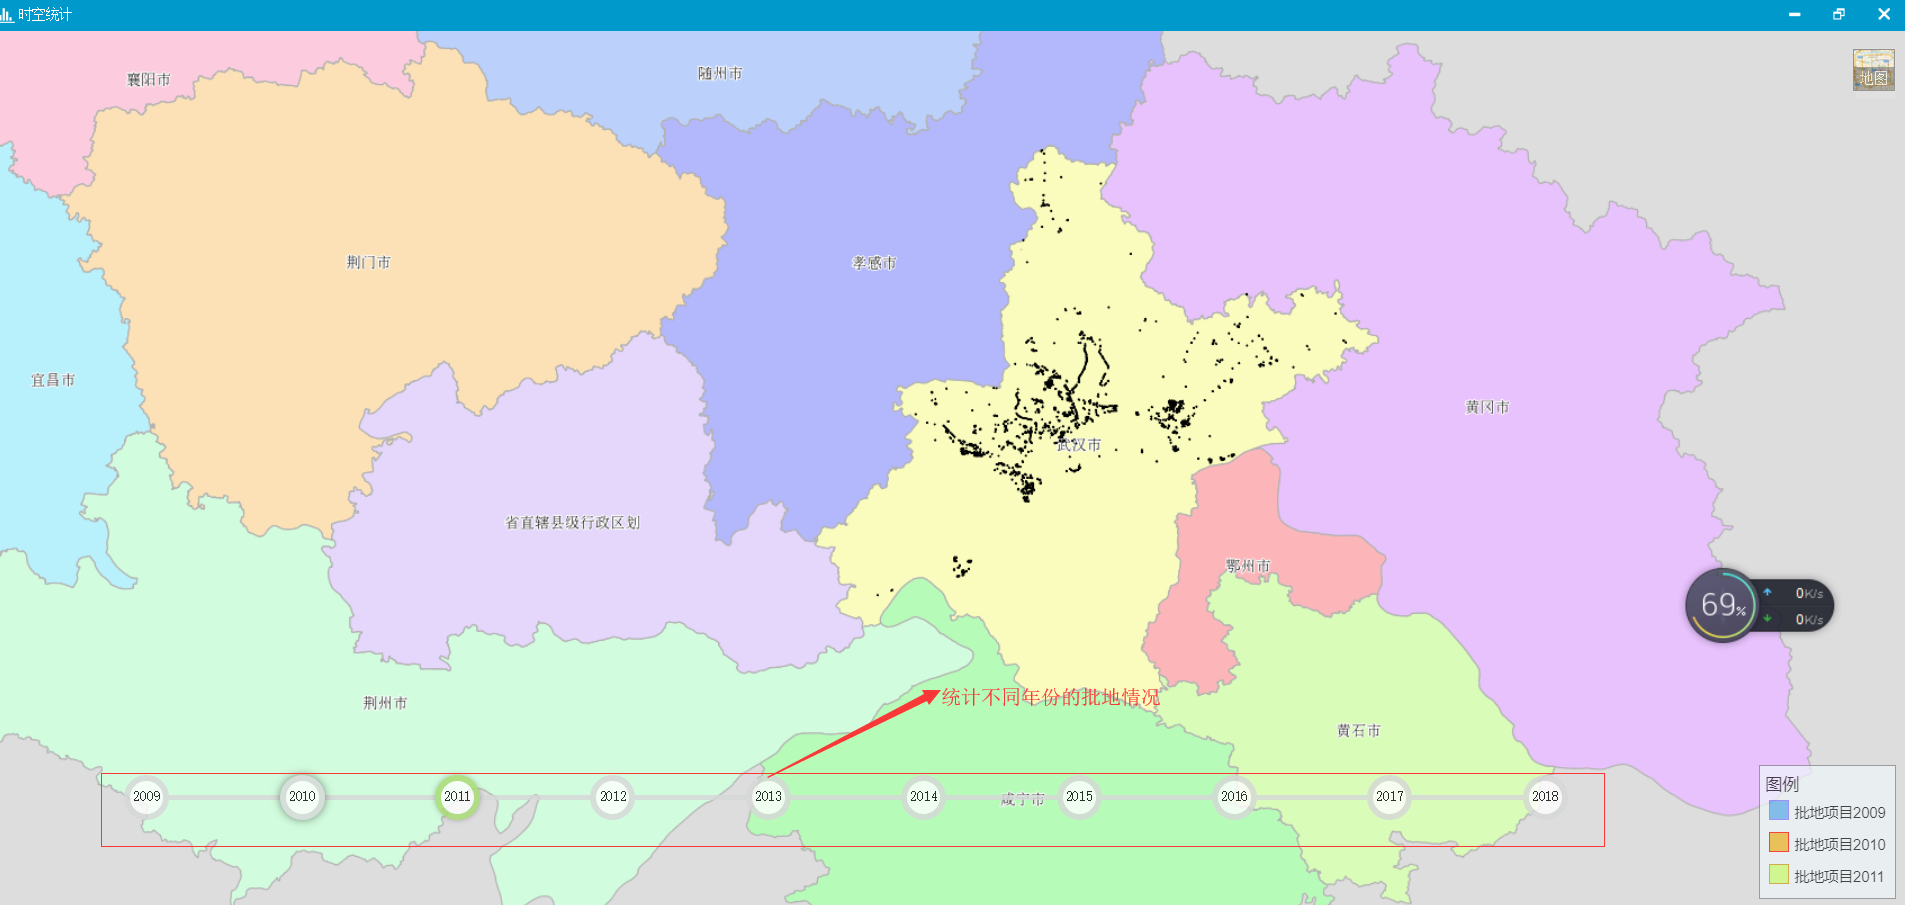 时空统计
地图
襄阳市
随州市
荆门市
孝感市
宜昌市
黄冈市
武汉市
省直辖县级行政区划
鄂州市
69%
0K/s
0K/s
统计不同年份的批地情况
荆州市
黄石市
咸宁市
2009
2010
2011
2012
2013
2014
2015
2016
2017
2018
图例
批地项目2009
批地项目2010
批地项目2011